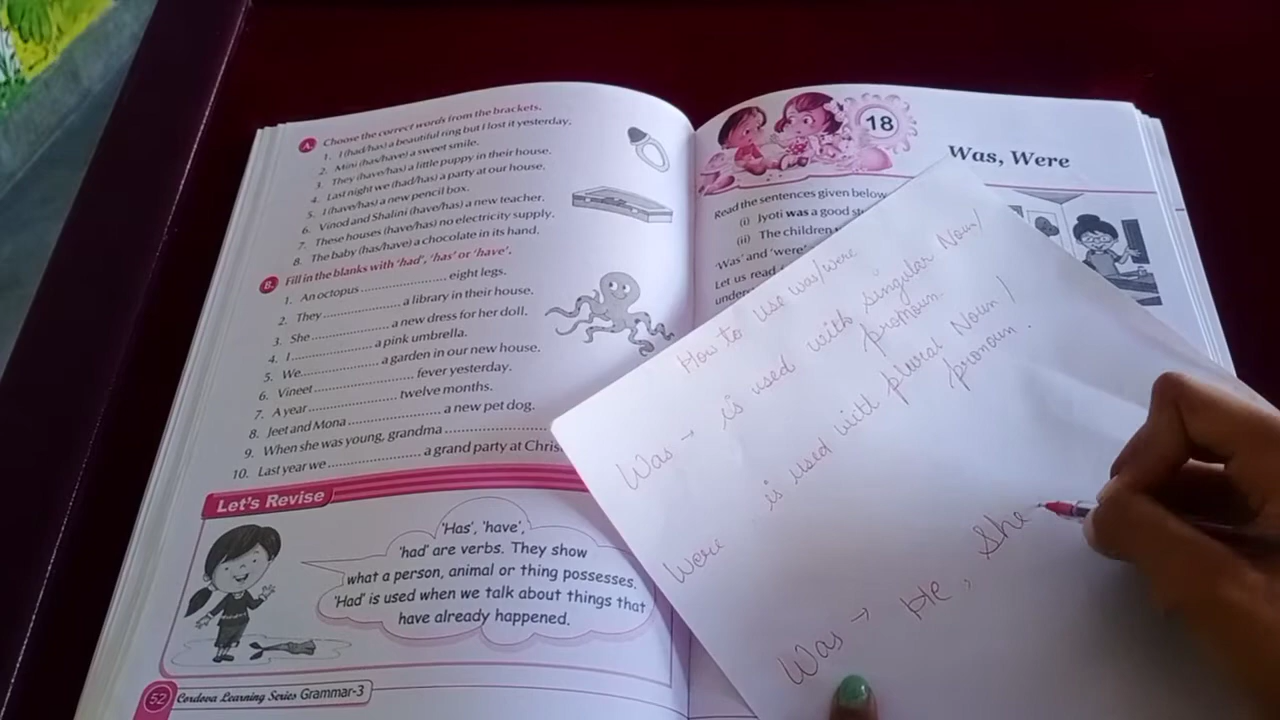 A. Choose the correct words from the brackets.
1. I (had/has) a beautiful ring but I lost it yesterday.
2. Mini (has/have) a sweet smile.
3. They (have/has) a little puppy in their house.
4. Last night we (had/has) a party at our house.
5. I (have/has) a new pencil box.
6. Vinod and Shalini (have/has) a new teacher.
7. These houses (have/has) no electricity supply.
8. The baby (has/have) a chocolate in its hand.
B. Fill in the blanks with 'had', 'has' or 'have'.
1. An octopus ........................ eight legs.
2. They ........................ a library in their house.
3. She ........................ a new dress for her doll.
4. I ........................ a pink umbrella.
5. We ........................ a garden in our new house.
6. Vineet ........................ fever yesterday.
7. A year ........................ twelve months.
8. Jeet and Mona ........................ a new pet dog.
9. When she was young, grandma ........................
10. Last year we ........................ a grand party at Chris
Let's Revise
'Has', 'have',
'had' are verbs. They show
what a person, animal or thing possesses.
'Had' is used when we talk about things that
have already happened.
52 Cordova Learning Series Grammar-3
18
Was, Were
Read the sentences given below
(i) Jyoti was a good
(ii) The children
'Was' and 'were'
Let us read
How to use was/were
Was → is used with singular Noun/
pronoun.
Were is used with plural Noun/
pronoun.
Was → He, She